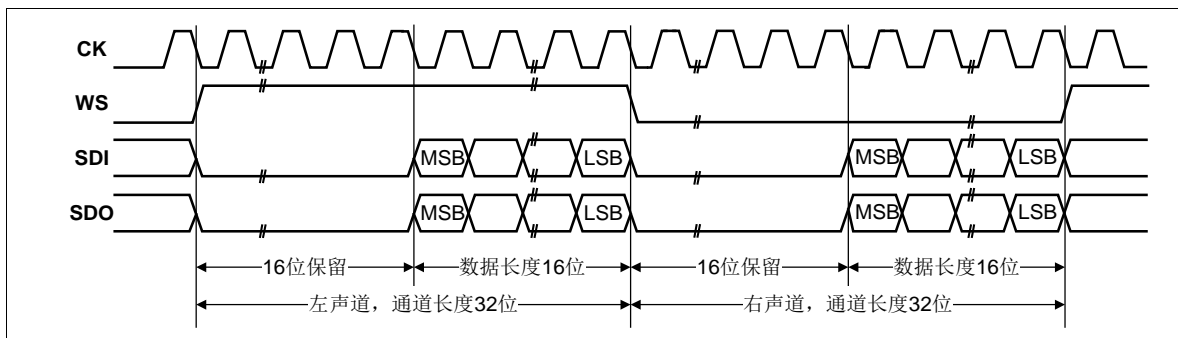 CK
WS
SDI MSB LSB MSB LSB
SDO MSB LSB MSB LSB
16位保留 数据长度16位 16位保留 数据长度16位
左声道，通道长度32位 右声道，通道长度32位